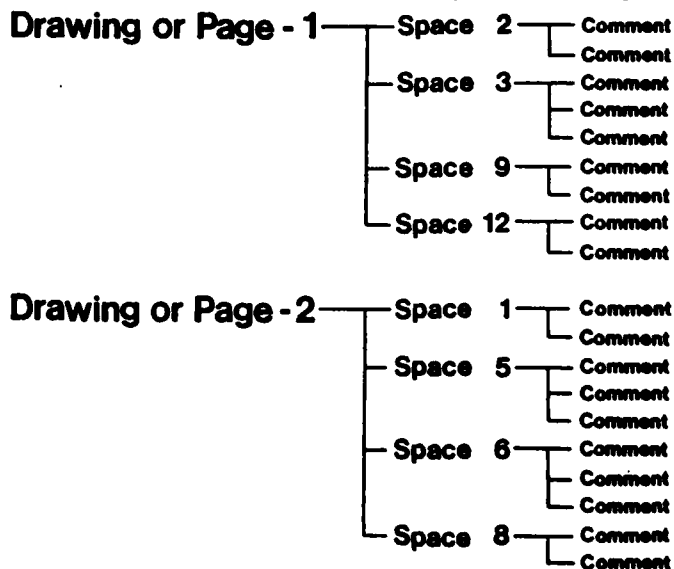 Drawing or Page - 1 Space 2 Comment
Comment
Space 3 Comment
Comment
Comment
Space 9 Comment
Comment
Space 12 Comment
Comment
Drawing or Page - 2 Space 1 Comment
Comment
Space 5 Comment
Comment
Comment
Space 6 Comment
Comment
Comment
Space 8 Comment
Comment